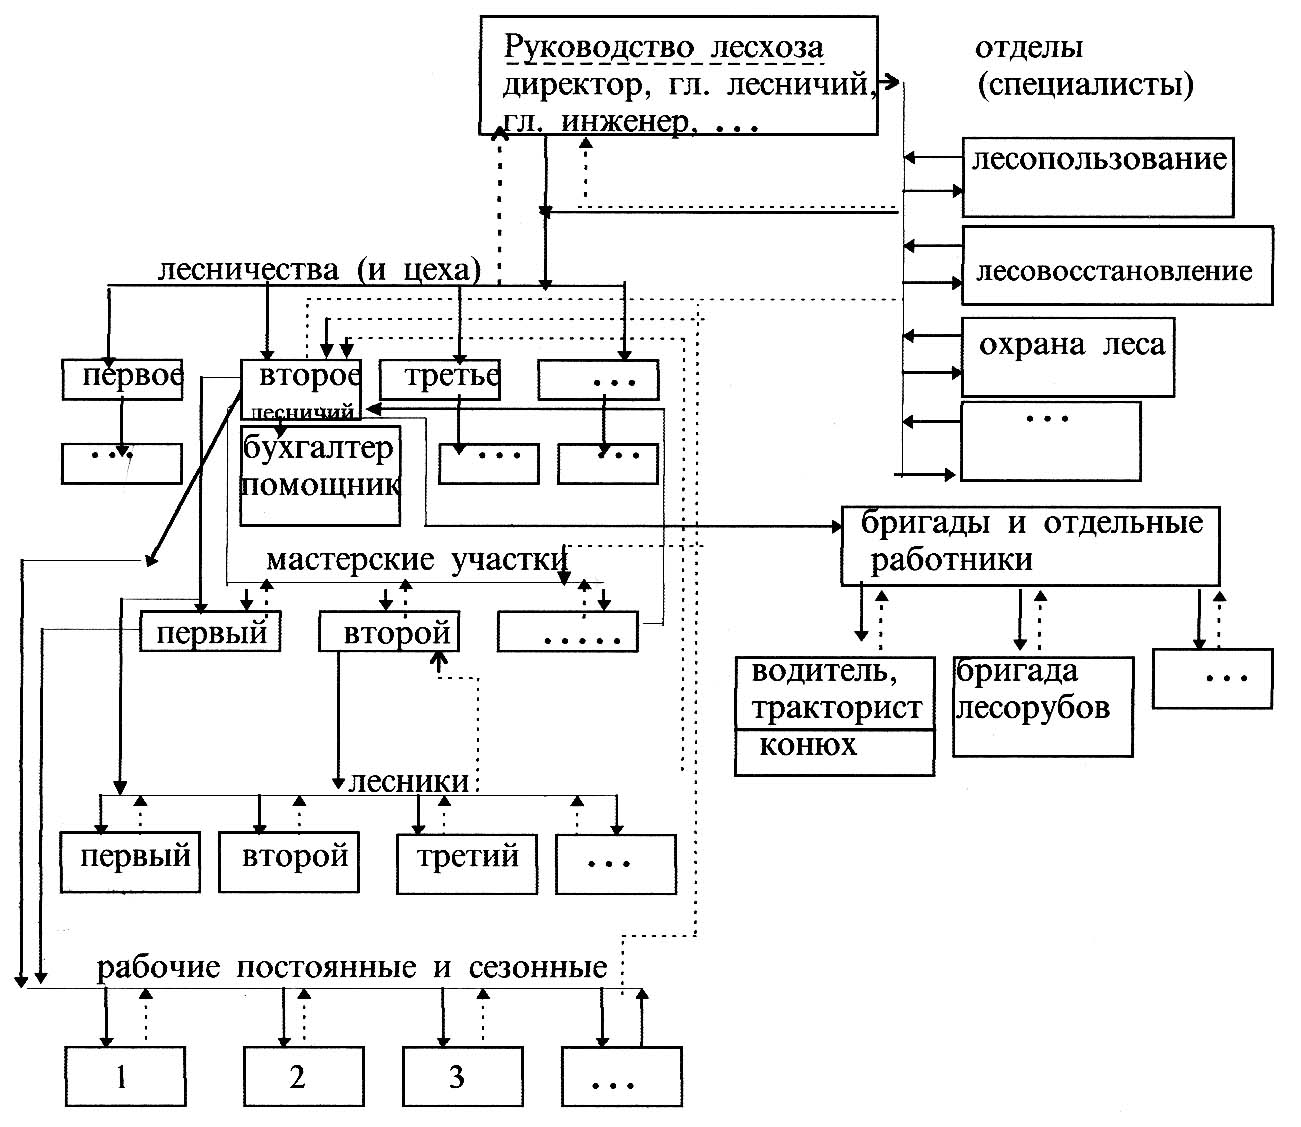 Руководство лесхоза
директор, гл. лесничий,
гл. инженер, ...
отделы
(специалисты)
лесопользование
лесовосстановление
охрана леса
...
лесничества (и цеха)
первое
второе
лесничий
третье
...
...
бухгалтер
помощник
...
...
бригады и отдельные
работники
мастерские участки
первый
второй
.....
водитель,
тракторист
конюх
бригада
лесорубов
...
лесники
первый
второй
третий
...
рабочие постоянные и сезонные
1
2
3
...